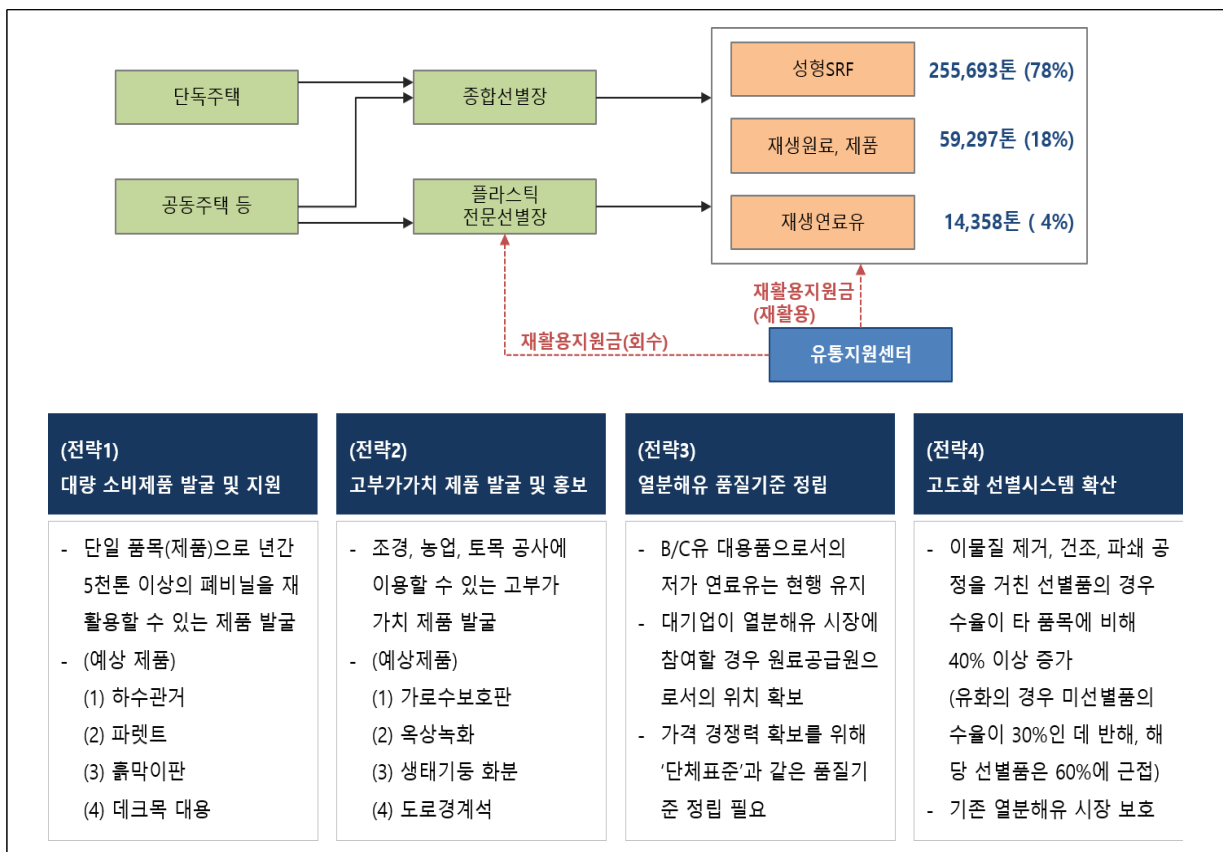 단독주택
종합선별장
성형SRF
255,693톤 (78%)
재생원료, 제품
59,297톤 (18%)
공동주택 등
플라스틱
전문선별장
재생연료유
14,358톤 ( 4%)
재활용지원금
(재활용)
재활용지원금(회수)
유통지원센터
(전략1)
대량 소비제품 발굴 및 지원
- 단일 품목(제품)으로 년간
5천톤 이상의 폐비닐을 재
활용할 수 있는 제품 발굴
- (예상 제품)
(1) 하수관거
(2) 파렛트
(3) 흙막이판
(4) 데크목 대용
(전략2)
고부가가치 제품 발굴 및 홍보
- 조경, 농업, 토목 공사에
이용할 수 있는 고부가
가치 제품 발굴
- (예상제품)
(1) 가로수보호판
(2) 옥상녹화
(3) 생태기둥 화분
(4) 도로경계석
(전략3)
열분해유 품질기준 정립
- B/C유 대용품으로서의
저가 연료유는 현행 유지
- 대기업이 열분해유 시장에
참여할 경우 원료공급원으
로서의 위치 확보
- 가격 경쟁력 확보를 위해
‘단체표준’과 같은 품질기
준 정립 필요
(전략4)
고도화 선별시스템 확산
- 이물질 제거, 건조, 파쇄 공
정을 거친 선별품의 경우
수율이 타 품목에 비해
40% 이상 증가
(유화의 경우 미선별품의
수율이 30%인 데 반해, 해
당 선별품은 60%에 근접)
- 기존 열분해유 시장 보호